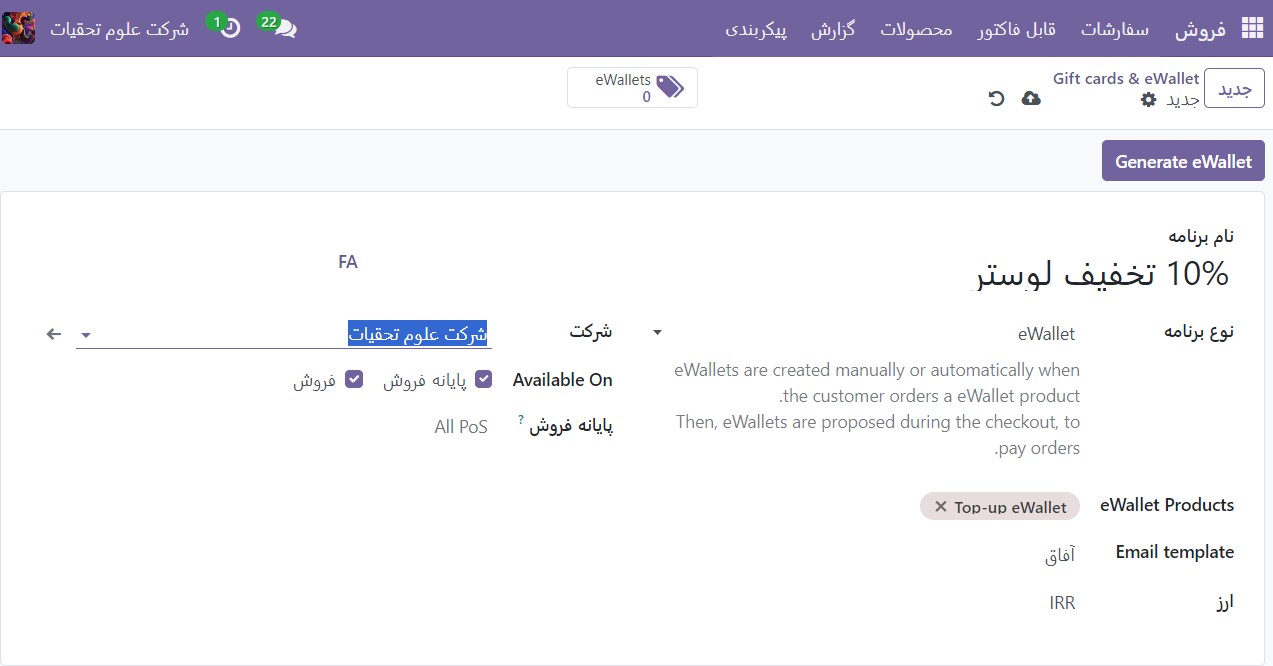 فروش
سفارشات
قابل فاکتور
محصولات
گزارش
پیکربندی
22
1
شرکت علوم تحقیات
جدید
Gift cards & eWallet
جدید
eWallets
0
Generate eWallet
نام برنامه
10% تخفیف لوستر
FA
نوع برنامه
eWallet
eWallets are created manually or automatically when
the customer orders a eWallet product.
Then, eWallets are proposed during the checkout, to
pay orders.
eWallet Products
Top-up eWallet
Email template
آفاق
ارز
IRR
شرکت
شرکت علوم تحقیات
Available On
پایانه فروش
فروش
پایانه فروش ?
All PoS